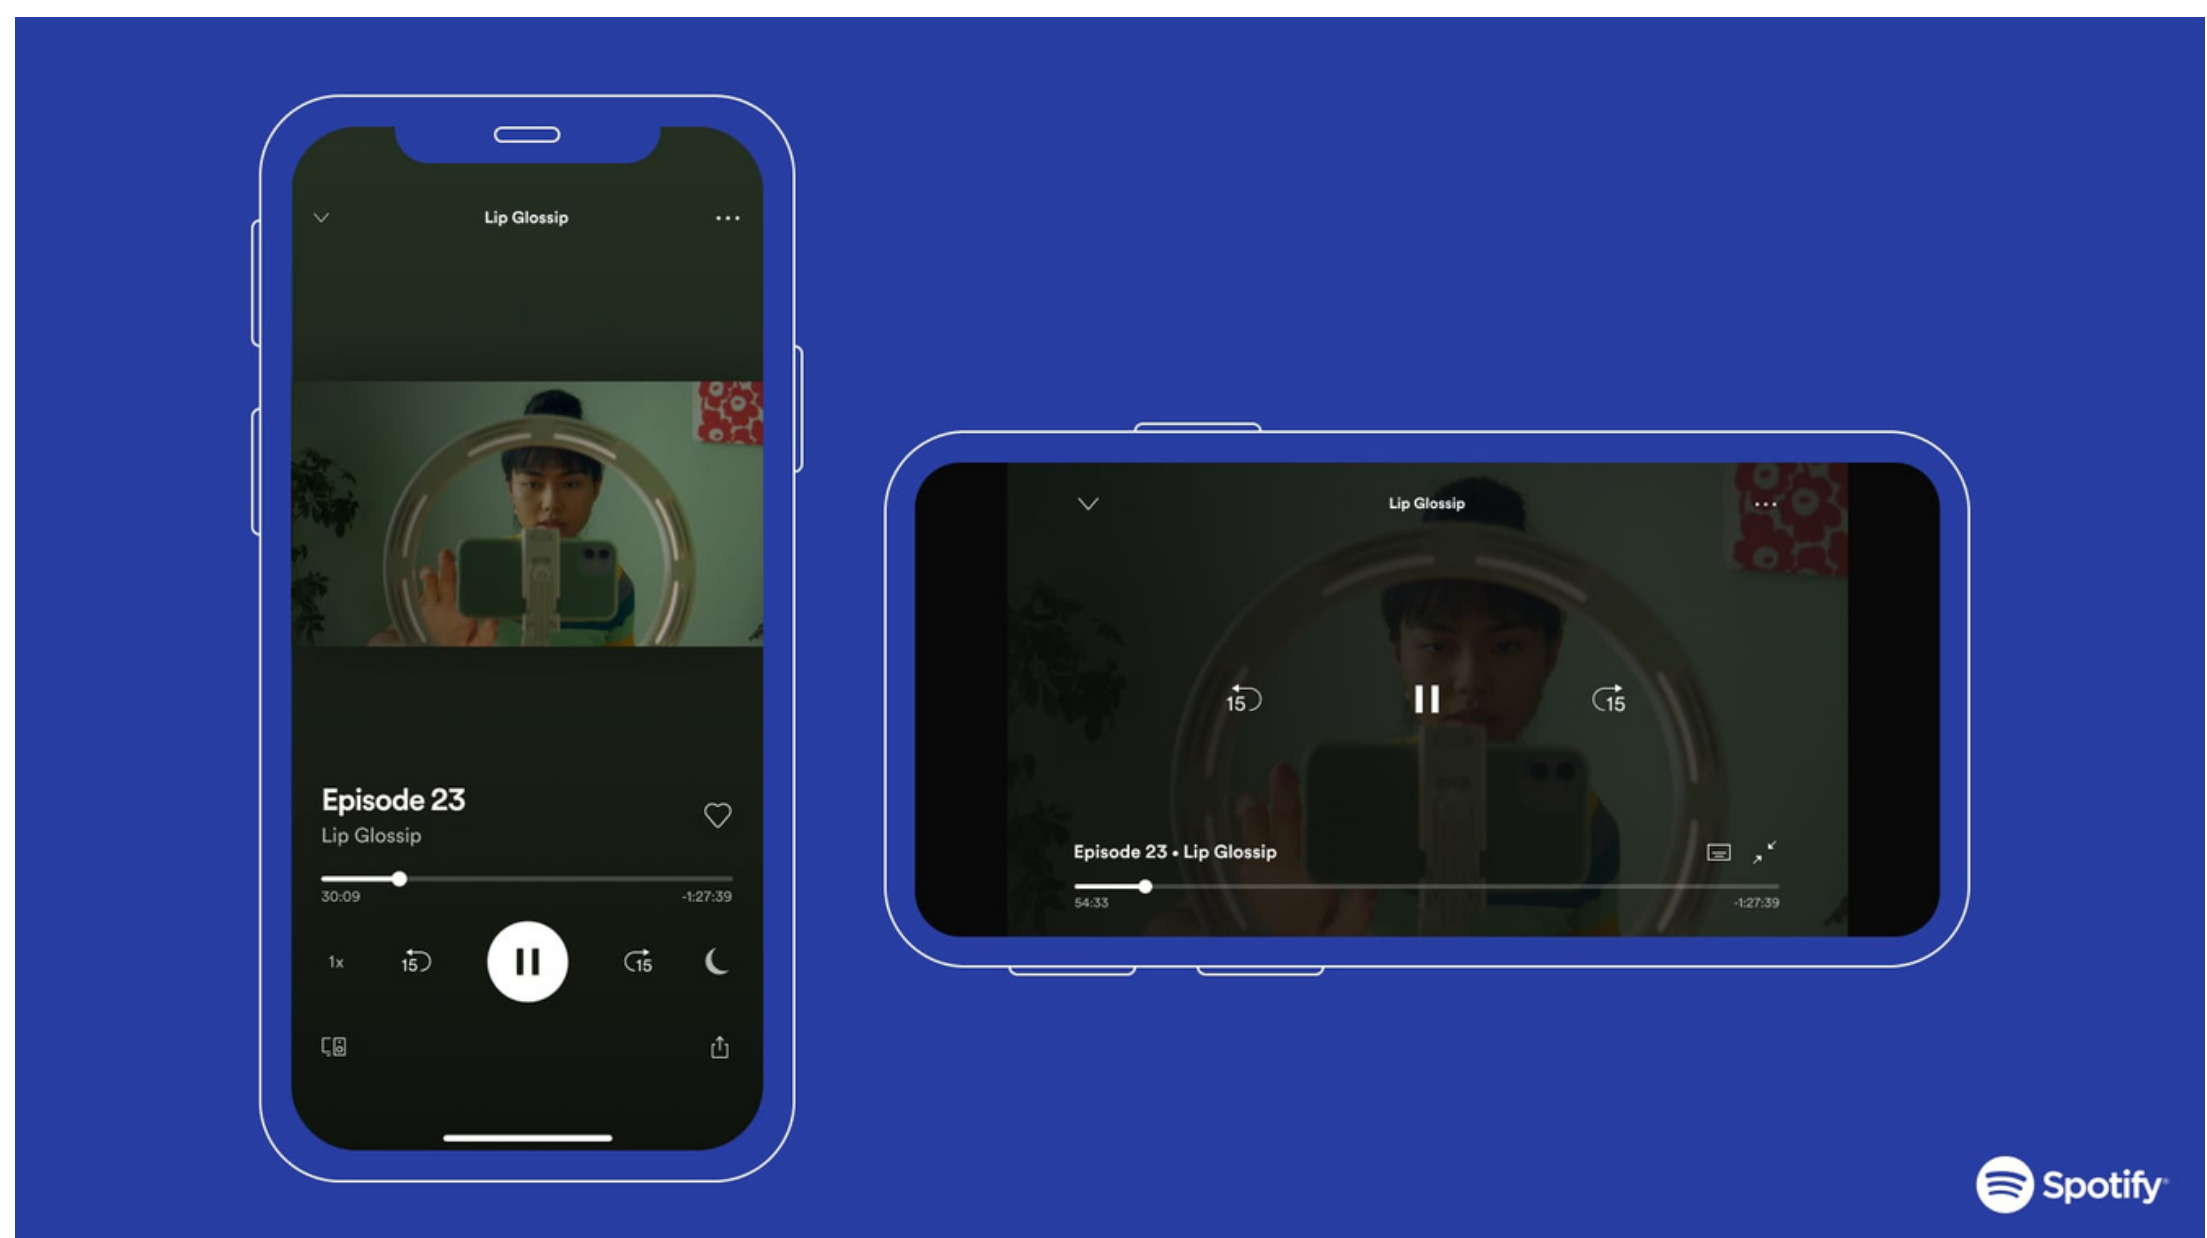 Lip Glossip
Episode 23
Lip Glossip
30:09 -1:27:39
1x 15 15
Lip Glossip
15 15
Episode 23 • Lip Glossip
54:33 -1:27:39
Spotify